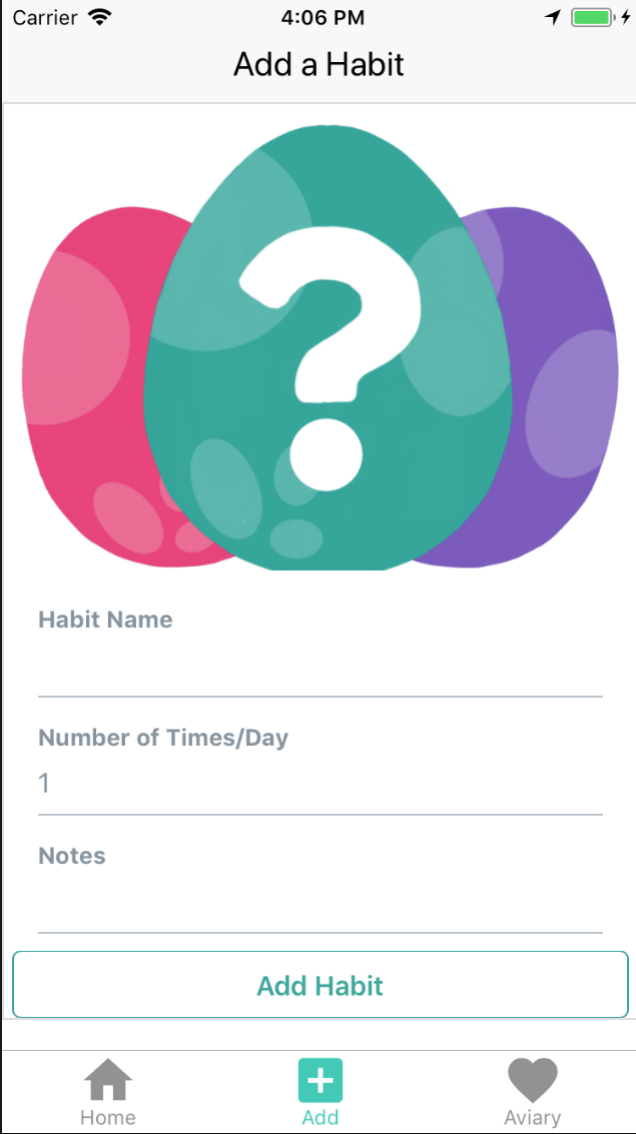 Carrier 4:06 PM
Add a Habit
?
Habit Name
Number of Times/Day
1
Notes
Add Habit
Home Add Aviary